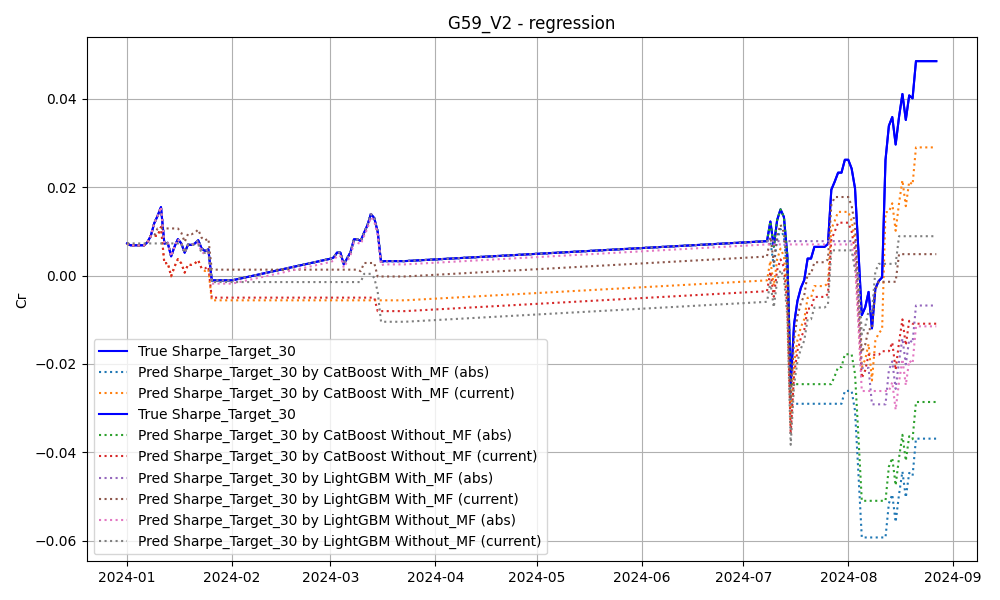 G59_V2 - regression
Сг
0.04
0.02
0.00
−0.02
−0.04
−0.06
True Sharpe_Target_30
Pred Sharpe_Target_30 by CatBoost With_MF (abs)
Pred Sharpe_Target_30 by CatBoost With_MF (current)
True Sharpe_Target_30
Pred Sharpe_Target_30 by CatBoost Without_MF (abs)
Pred Sharpe_Target_30 by CatBoost Without_MF (current)
Pred Sharpe_Target_30 by LightGBM With_MF (abs)
Pred Sharpe_Target_30 by LightGBM With_MF (current)
Pred Sharpe_Target_30 by LightGBM Without_MF (abs)
Pred Sharpe_Target_30 by LightGBM Without_MF (current)
2024-01 2024-02 2024-03 2024-04 2024-05 2024-06 2024-07 2024-08 2024-09